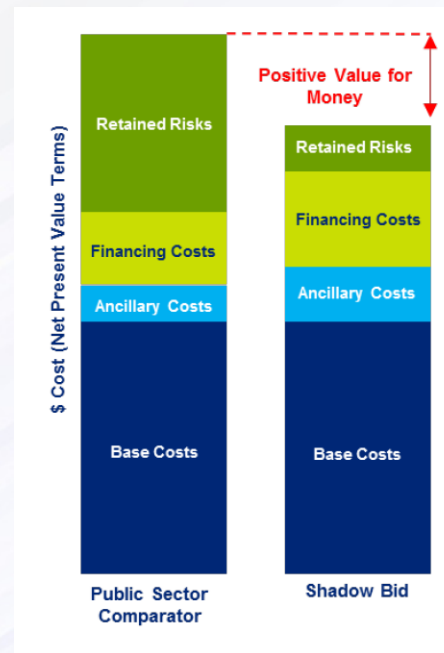 Positive Value for
Money
Retained Risks
Retained Risks
Financing Costs
Financing Costs
Ancillary Costs
Ancillary Costs
Base Costs
Base Costs
$ Cost (Net Present Value Terms)
Public Sector
Comparator
Shadow Bid